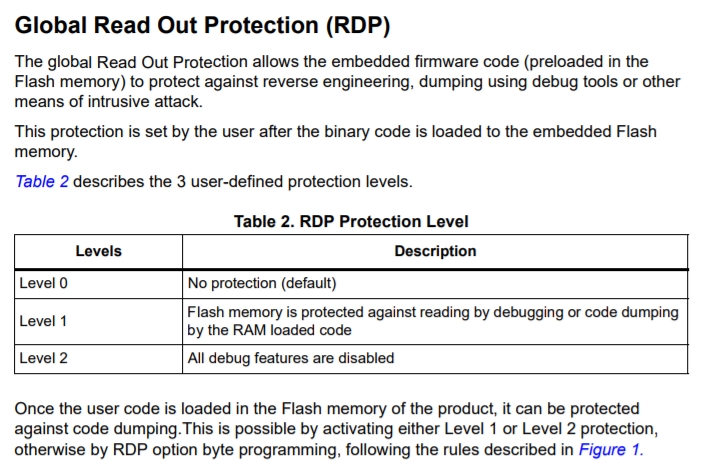 Global Read Out Protection (RDP)
The global Read Out Protection allows the embedded firmware code (preloaded in the
Flash memory) to protect against reverse engineering, dumping using debug tools or other
means of intrusive attack.
This protection is set by the user after the binary code is loaded to the embedded Flash
memory.
Table 2 describes the 3 user-defined protection levels.
Table 2. RDP Protection Level
Levels Description
Level 0 No protection (default)
Level 1 Flash memory is protected against reading by debugging or code dumping
by the RAM loaded code
Level 2 All debug features are disabled
Once the user code is loaded in the Flash memory of the product, it can be protected
against code dumping.This is possible by activating either Level 1 or Level 2 protection,
otherwise by RDP option byte programming, following the rules described in Figure 1.